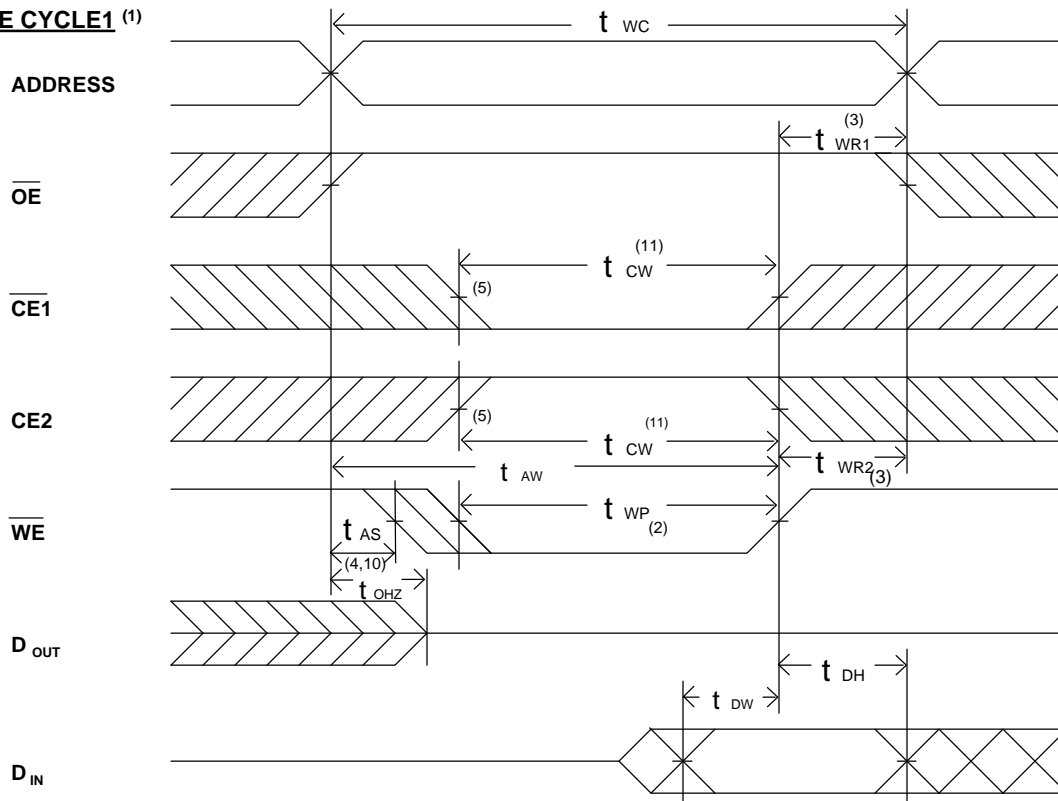 E CYCLE1 (1)
t WC
ADDRESS
(3)
t WR1
OE
(11)
t CW
CE1
(5)
CE2
(5)
(11)
t CW
t AW
t WR2
(3)
WE
t WP
(2)
t AS
(4,10)
t OHZ
D OUT
t DH
t DW
D IN